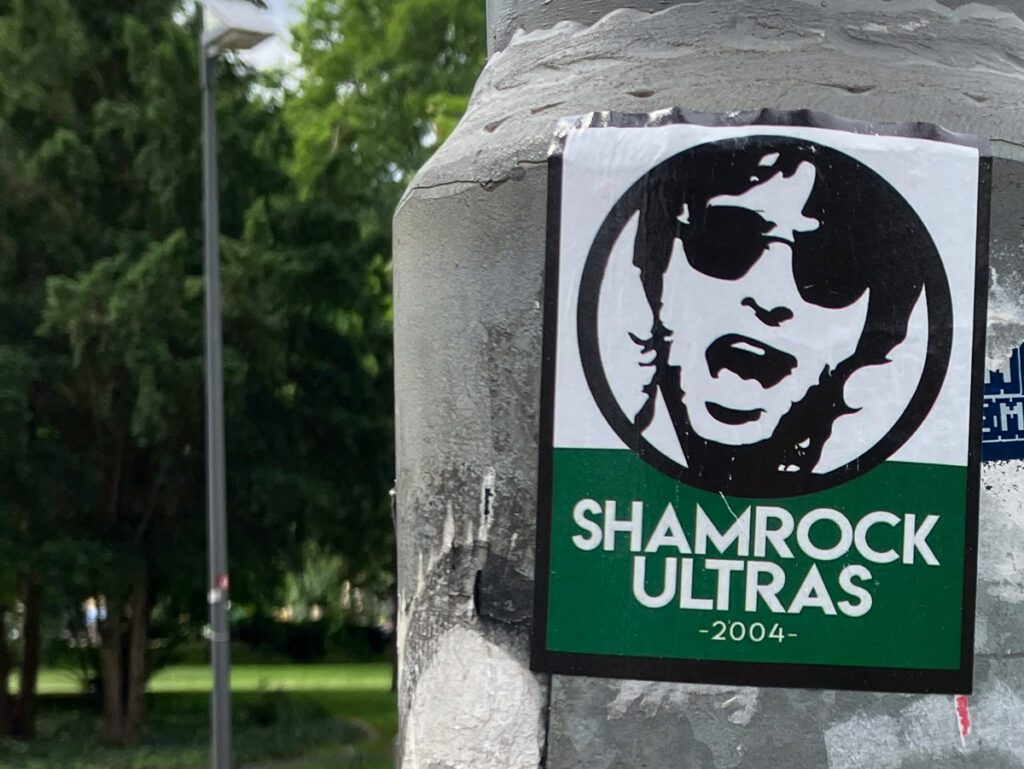 SHAMROCK
ULTRAS
-2004-